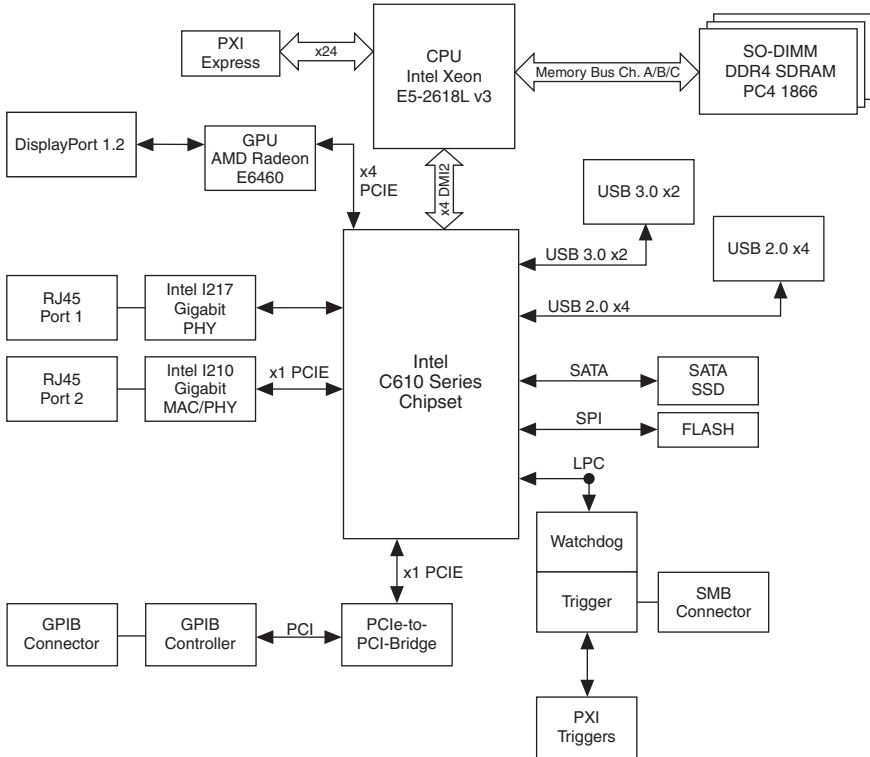 PXI
Express
x24
CPU
Intel Xeon
E5-2618L v3
Memory Bus Ch. A/B/C
SO-DIMM
DDR4 SDRAM
PC4 1866
DisplayPort 1.2
GPU
AMD Radeon
E6460
x4
PCIE
x4 DMI2
USB 3.0 x2
USB 2.0 x4
USB 3.0 x2
USB 2.0 x4
RJ45
Port 1
Intel I217
Gigabit
PHY
RJ45
Port 2
Intel I210
Gigabit
MAC/PHY
x1 PCIE
Intel
C610 Series
Chipset
SATA
SATA
SSD
SPI
FLASH
LPC
Watchdog
Trigger
SMB
Connector
x1 PCIE
GPIB
Connector
GPIB
Controller
PCI
PCIe-to-
PCI-Bridge
PXI
Triggers